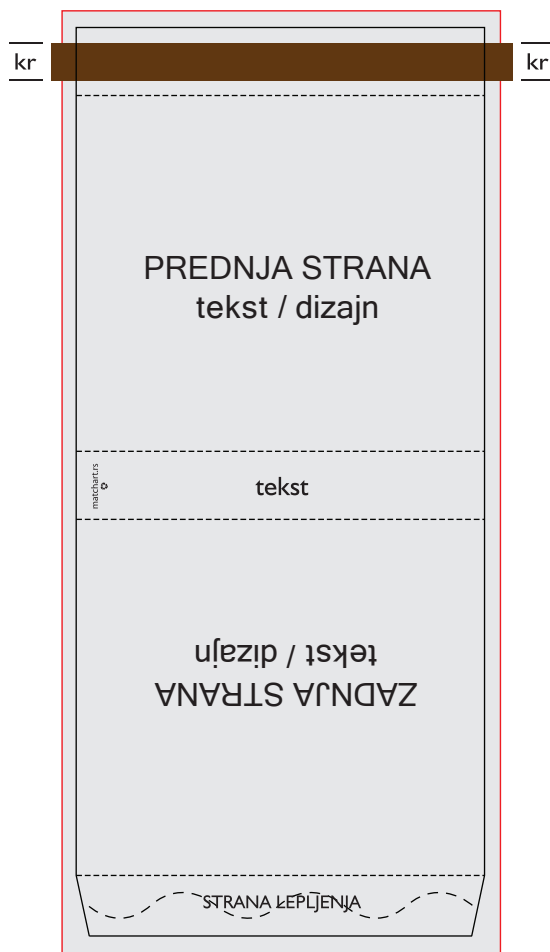 kr
kr
PREDNJA STRANA
tekst / dizajn
matchart.rs
tekst
ZADNJA STRANA
tekst / dizajn
STRANA LEPLJENJA